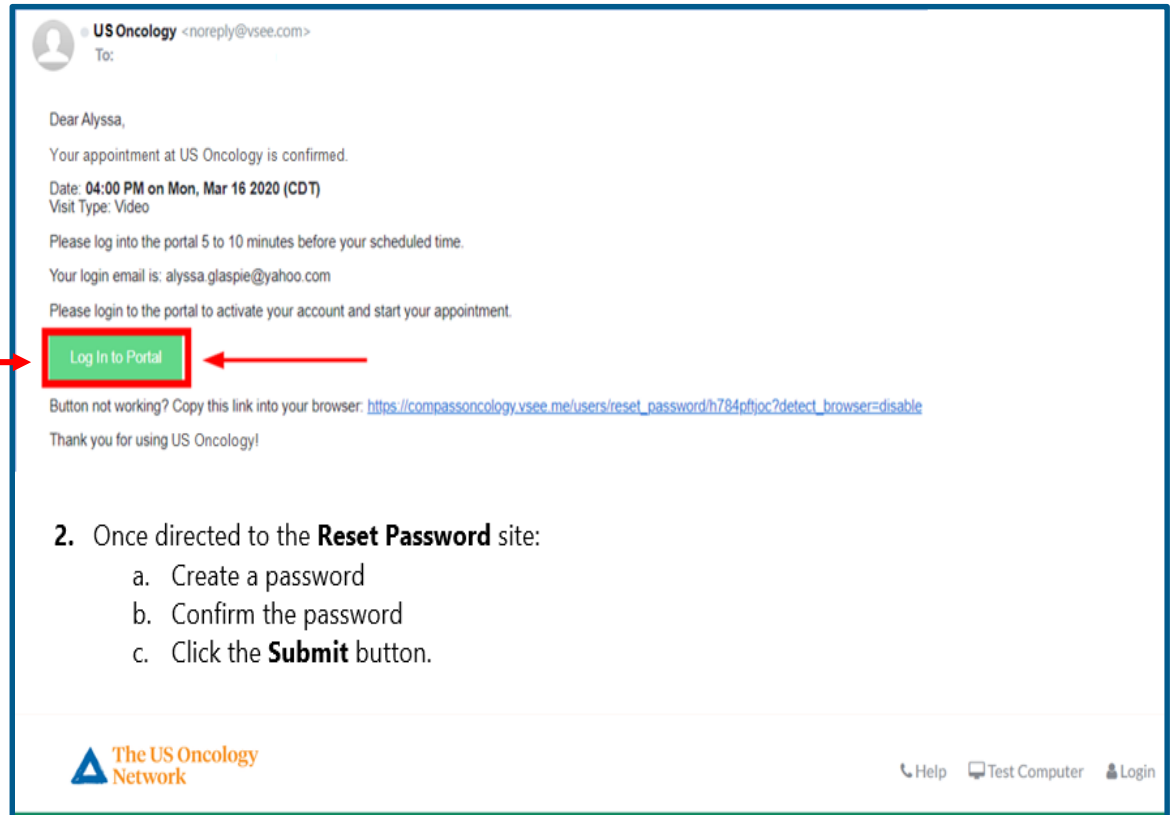 US Oncology <noreply@vsee.com>
To:
Dear Alyssa,
Your appointment at US Oncology is confirmed.
Date: 04:00 PM on Mon, Mar 16 2020 (CDT)
Visit Type: Video
Please log into the portal 5 to 10 minutes before your scheduled time.
Your login email is: alyssa.glaspie@yahoo.com
Please login to the portal to activate your account and start your appointment.
Log In to Portal
Button not working? Copy this link into your browser: https://compassoncology.vsee.me/users/reset_password/h784pftjoc?detect_browser=disable
Thank you for using US Oncology!
2. Once directed to the Reset Password site:
a. Create a password
b. Confirm the password
c. Click the Submit button.
The US Oncology
Network
Help Test Computer Login